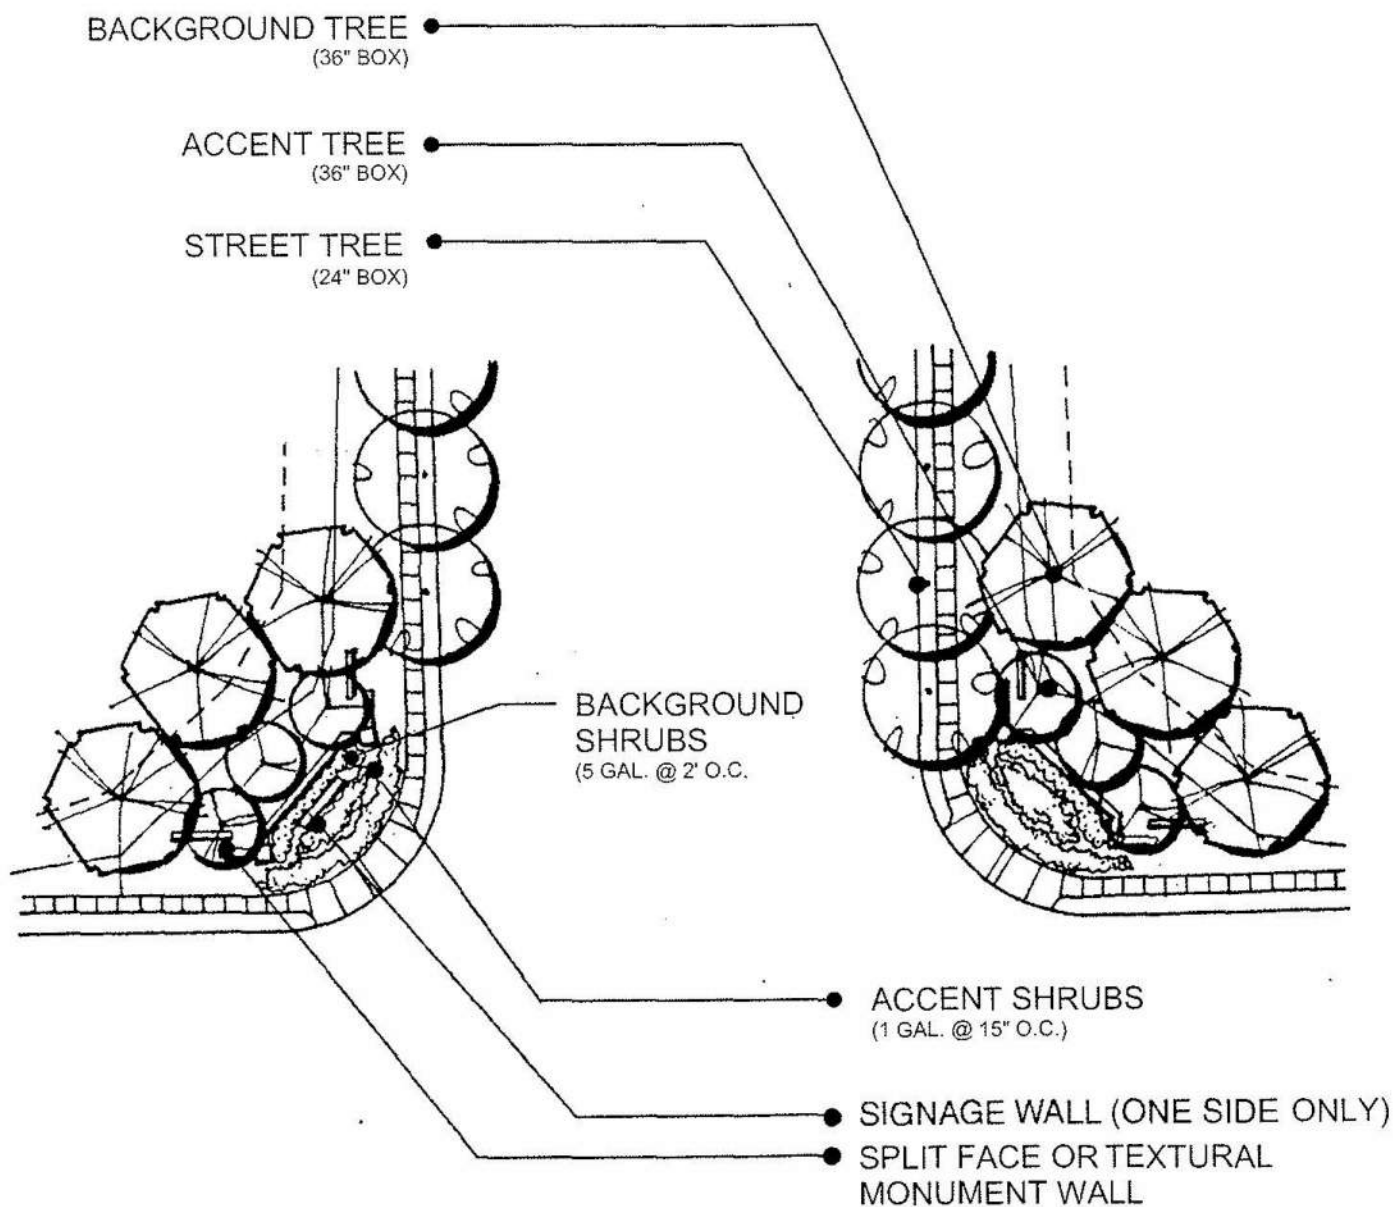 BACKGROUND TREE
(36" BOX)
ACCENT TREE
(36" BOX)
STREET TREE
(24" BOX)
BACKGROUND
SHRUBS
(5 GAL. @ 2' O.C.
ACCENT SHRUBS
(1 GAL. @ 15" O.C.)
SIGNAGE WALL (ONE SIDE ONLY)
SPLIT FACE OR TEXTURAL
MONUMENT WALL